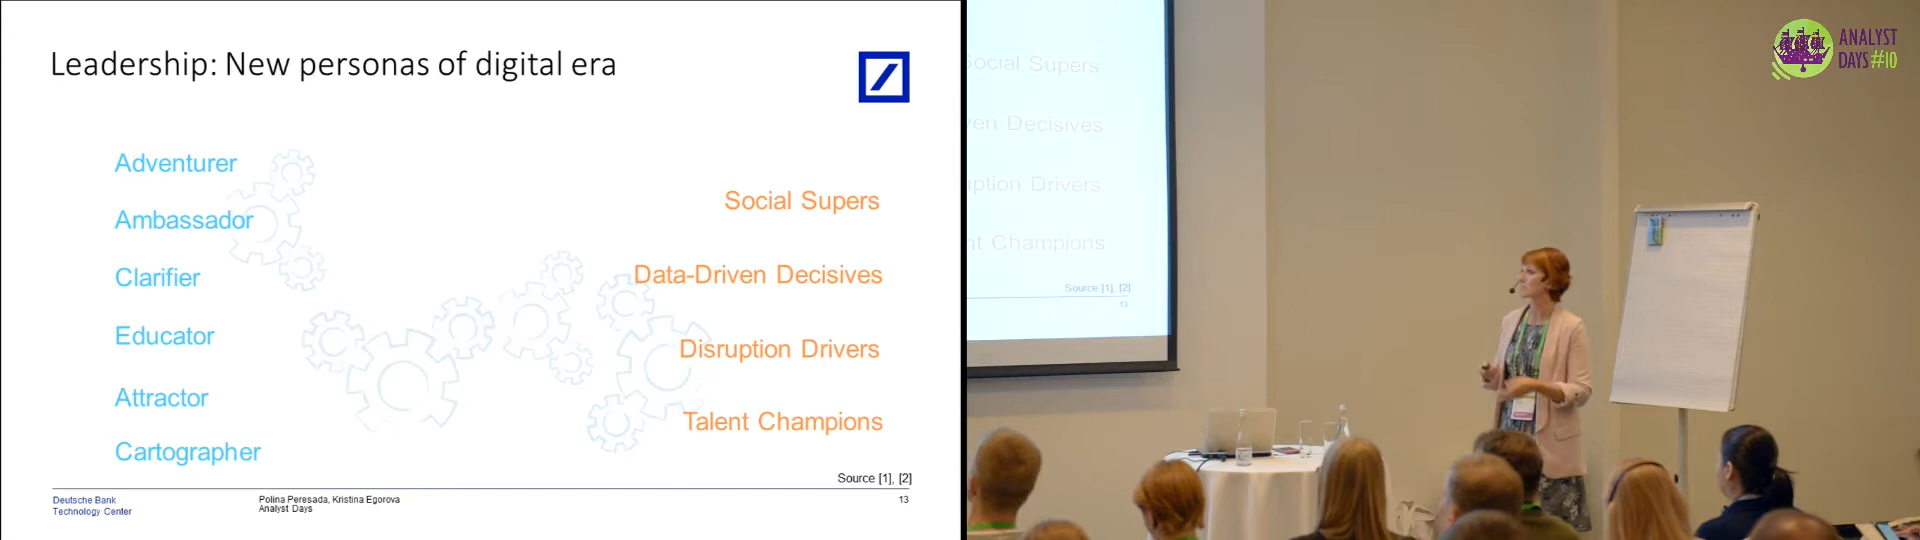 Leadership: New personas of digital era
Adventurer
Ambassador
Clarifier
Educator
Attractor
Cartographer
Social Supers
Data-Driven Decisives
Disruption Drivers
Talent Champions
Source [1], [2]
Deutsche Bank
Technology Center
Polina Peresada, Kristina Egorova
Analyst Days
13
Social Supers
ven Decisives
ption Drivers
nt Champions
Source [1], [2]
13
ANALYST
DAYS #10